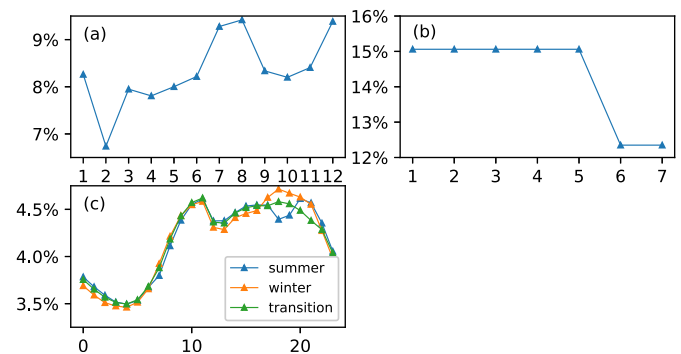 (a)
9%
8%
7%
1 2 3 4 5 6 7 8 9 10 11 12
(b)
16%
15%
14%
13%
12%
1 2 3 4 5 6 7
(c)
4.5%
4.0%
3.5%
0 10 20
summer
winter
transition